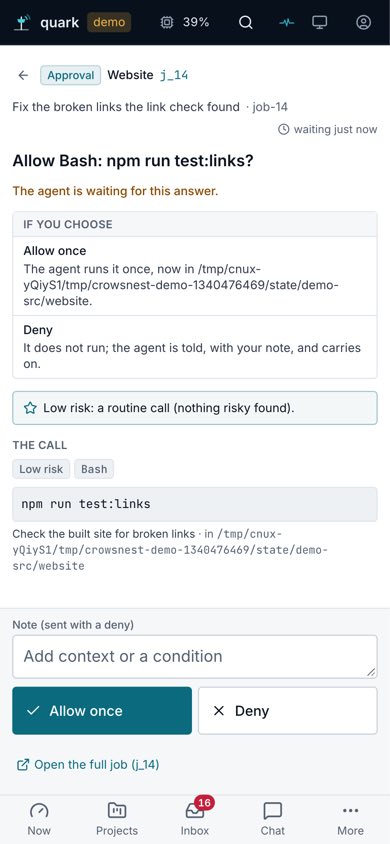 quark demo 39%
Approval Website j_14
Fix the broken links the link check found · job-14
waiting just now
Allow Bash: npm run test:links?
The agent is waiting for this answer.
IF YOU CHOOSE
Allow once
The agent runs it once, now in /tmp/cnux-
yQiyS1/tmp/crowsnest-demo-1340476469/state/demo-
src/website.
Deny
It does not run; the agent is told, with your note, and carries
on.
Low risk: a routine call (nothing risky found).
THE CALL
Low risk Bash
npm run test:links
Check the built site for broken links · in /tmp/cnux-
yQiyS1/tmp/crowsnest-demo-1340476469/state/demo-
src/website
Note (sent with a deny)
Add context or a condition
Allow once Deny
Open the full job (j_14)
16
Now Projects Inbox Chat More